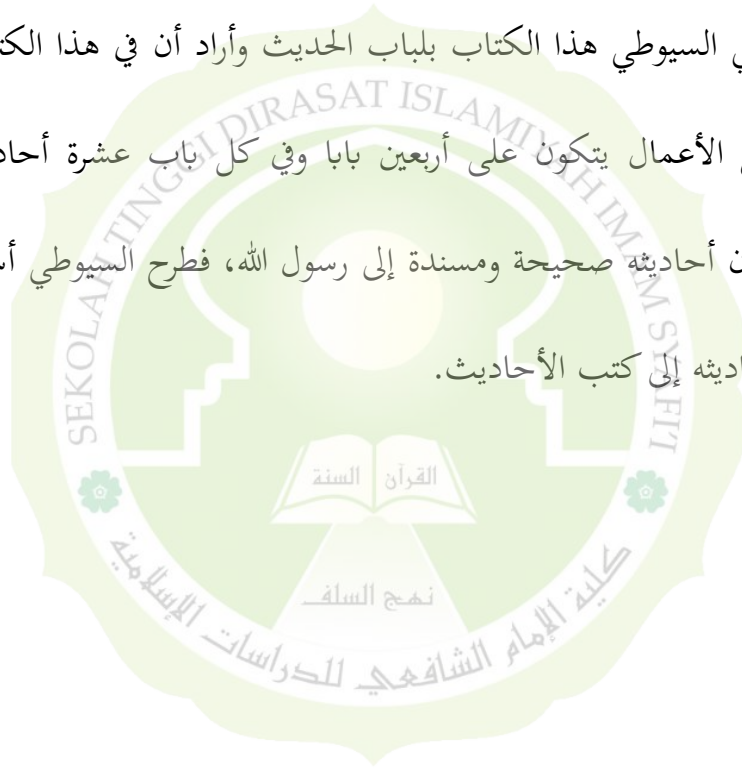 ي السيوطي هذا الكتاب بلباب الحديث وأراد أن في هذا الكت
الأعمال يتكون على أربعين بابا وفي كل باب عشرة أحاد
ن أحاديثه صحيحة ومسندة إلى رسول الله، فطرح السيوطي أس
اديثه إلى كتب الأحاديث.
SEKOLAH TINGGI DIRASAT ISLAMIYAH IMAM SYAFI'I
القرآن السنة
نهج السلف
كلية الإمام الشافعي للدراسات الإسلامية